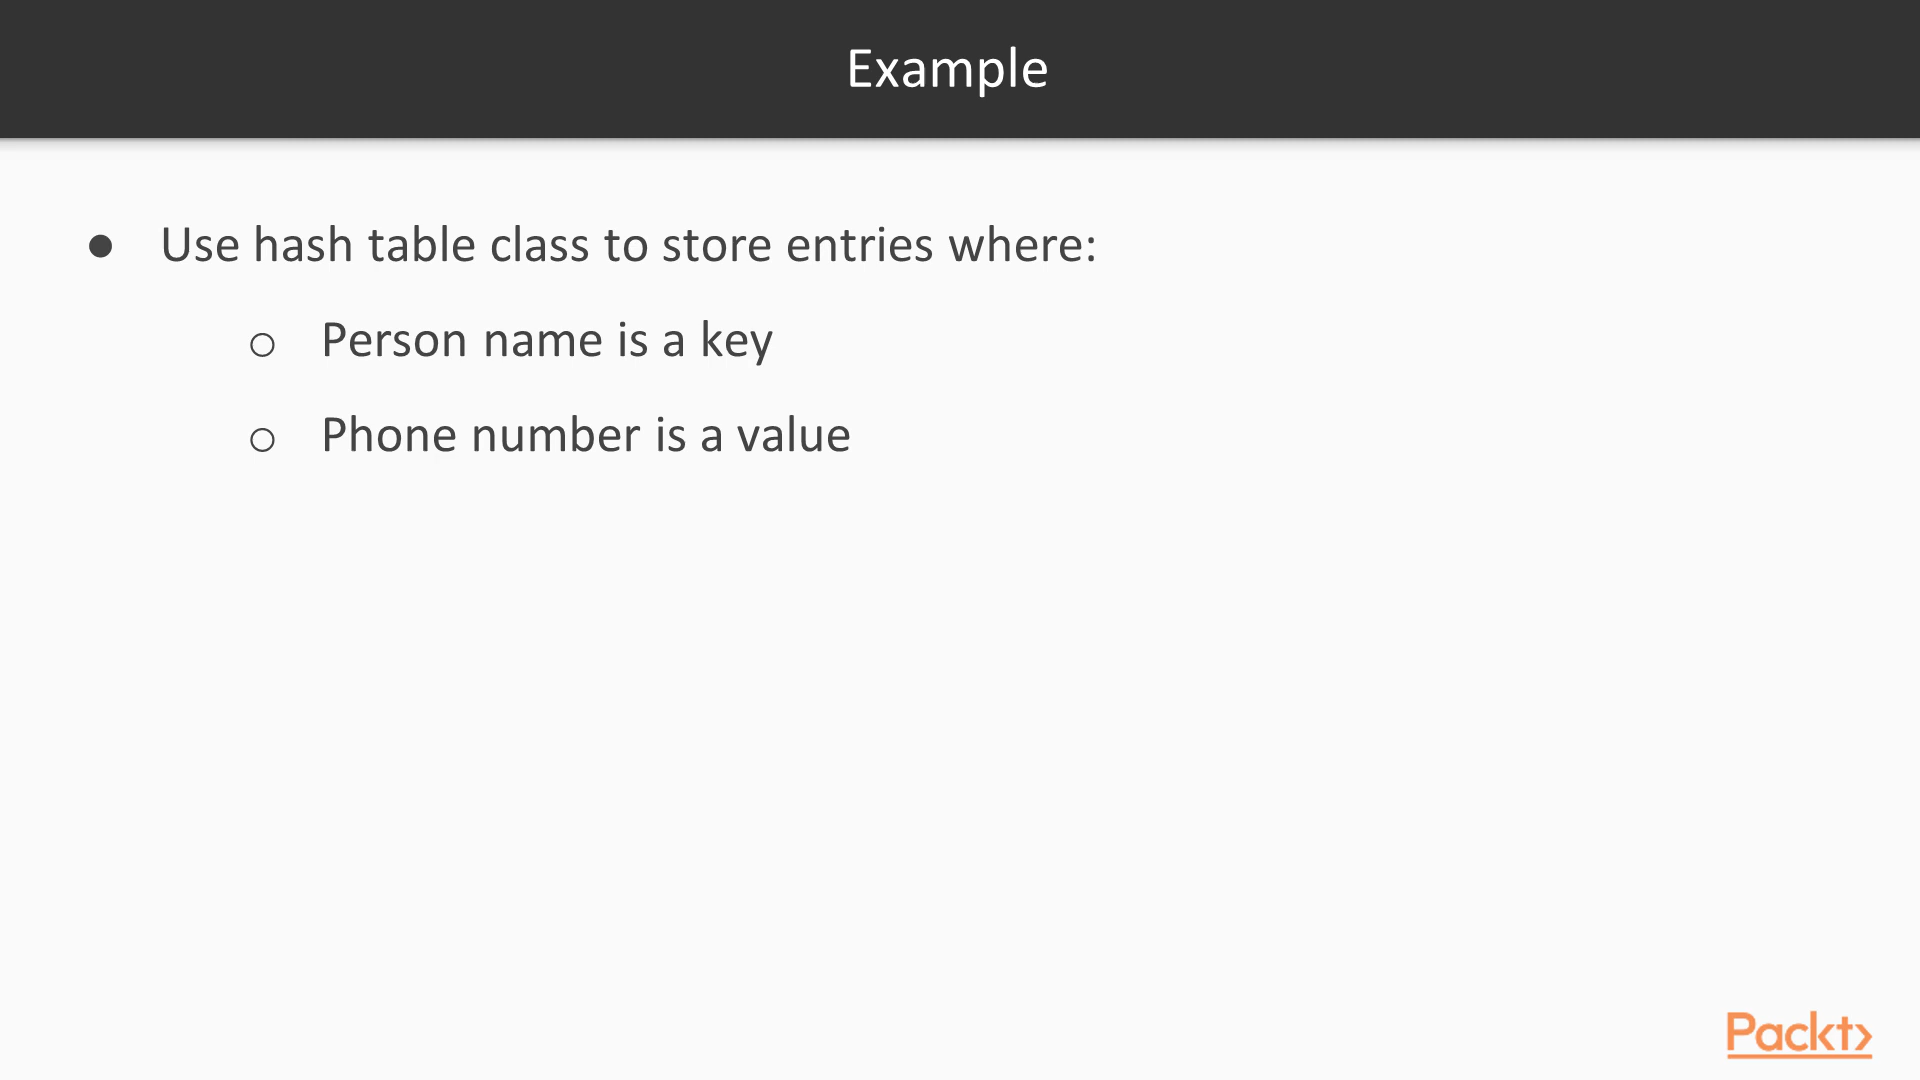 Example
● Use hash table class to store entries where:
○ Person name is a key
○ Phone number is a value
Packt>